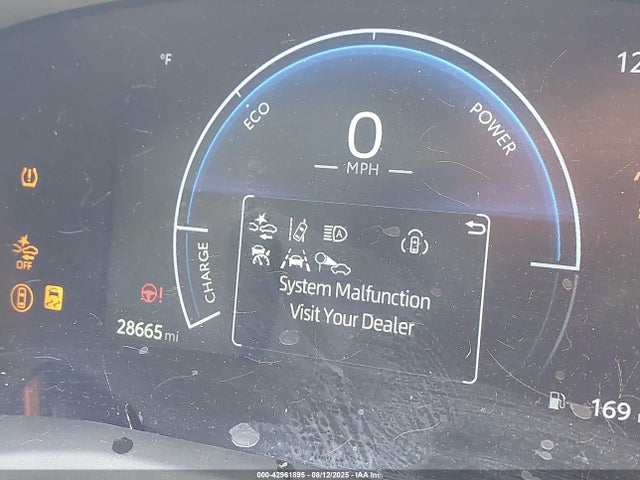 °F
12
ECO
POWER
0
MPH
CHARGE
A
OFF
System Malfunction
Visit Your Dealer
28665 mi
169
000-42961895 - 08/12/2025 - IAA Inc.